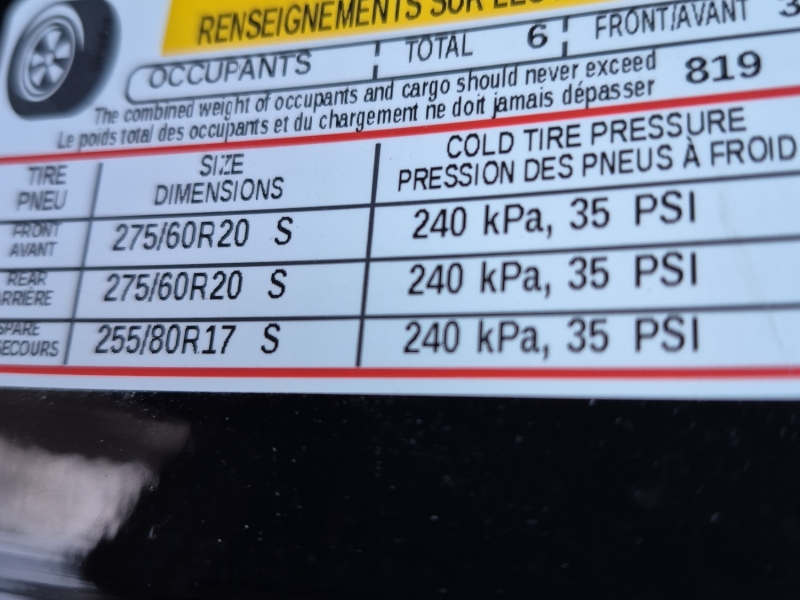 RENSEIGNEMENTS SUR LES
OCCUPANTS TOTAL 6 FRONT/AVANT 3
The combined weight of occupants and cargo should never exceed 819
Le poids total des occupants et du chargement ne doit jamais dépasser
TIRE SIZE COLD TIRE PRESSURE
PNEU DIMENSIONS PRESSION DES PNEUS À FROID
FRONT
AVANT 275/60R20 S 240 kPa, 35 PSI
REAR
ARRIÈRE 275/60R20 S 240 kPa, 35 PSI
SPARE
SECOURS 255/80R17 S 240 kPa, 35 PSI